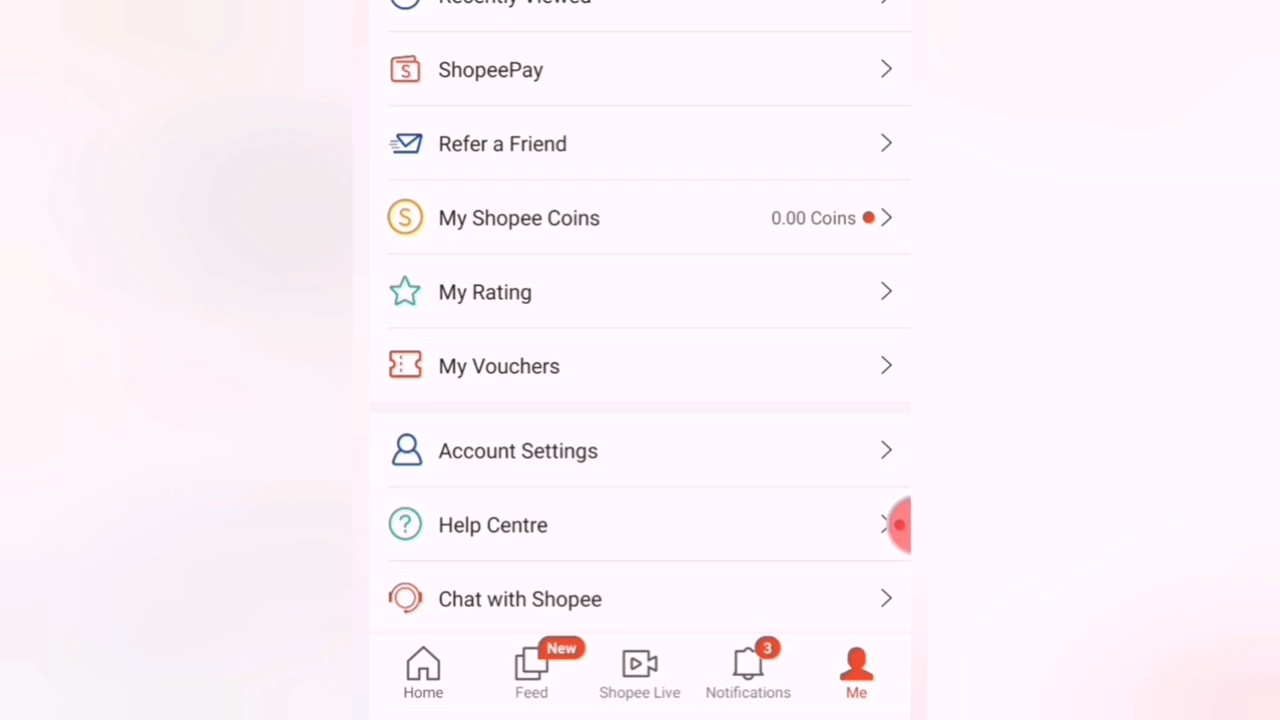 Recently Viewed
ShopeePay
Refer a Friend
My Shopee Coins 0.00 Coins
My Rating
My Vouchers
Account Settings
Help Centre
Chat with Shopee
New 3
Home Feed Shopee Live Notifications Me